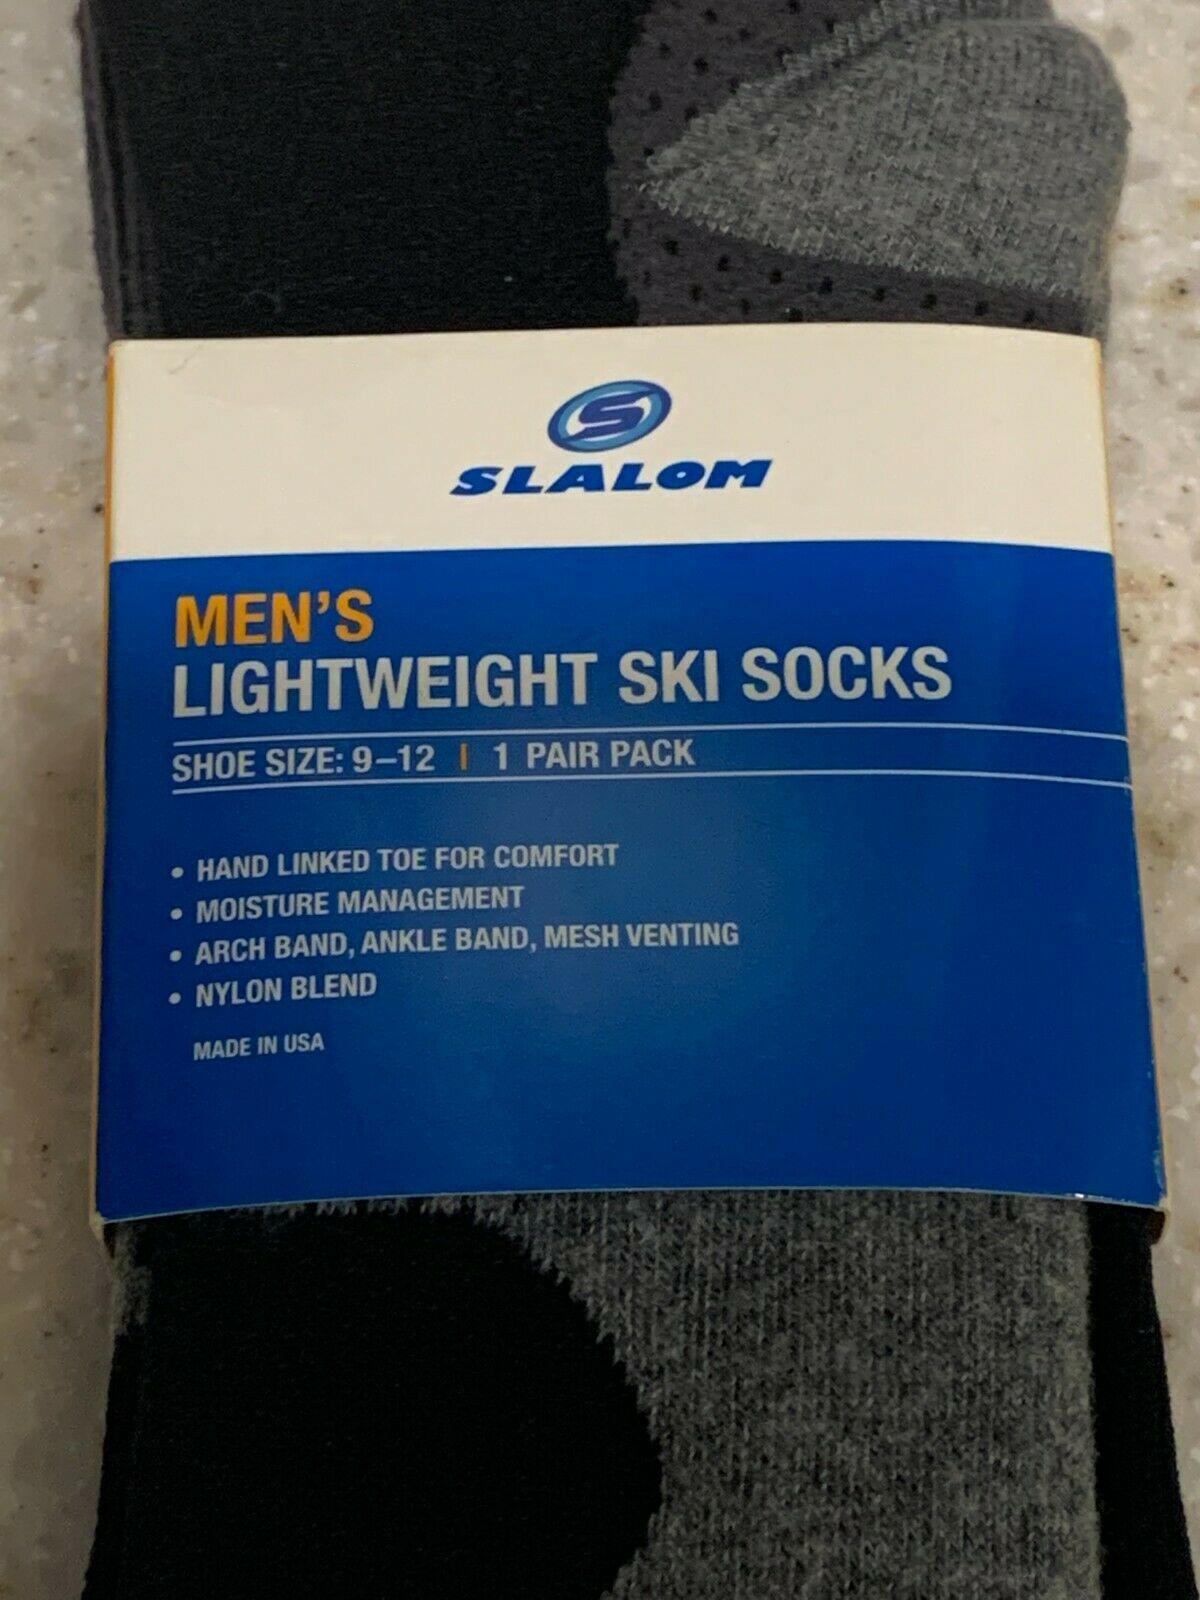 S
SLALOM
MEN'S
LIGHTWEIGHT SKI SOCKS
SHOE SIZE: 9–12 | 1 PAIR PACK
• HAND LINKED TOE FOR COMFORT
• MOISTURE MANAGEMENT
• ARCH BAND, ANKLE BAND, MESH VENTING
• NYLON BLEND
MADE IN USA